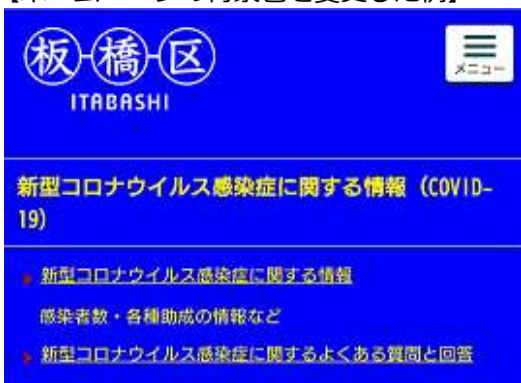 【ホームページの背景色を変更した例】
板橋区
ITABASHI
メニュー
新型コロナウイルス感染症に関する情報（COVID-
19）
新型コロナウイルス感染症に関する情報
感染者数・各種助成の情報など
新型コロナウイルス感染症に関するよくある質問と回答